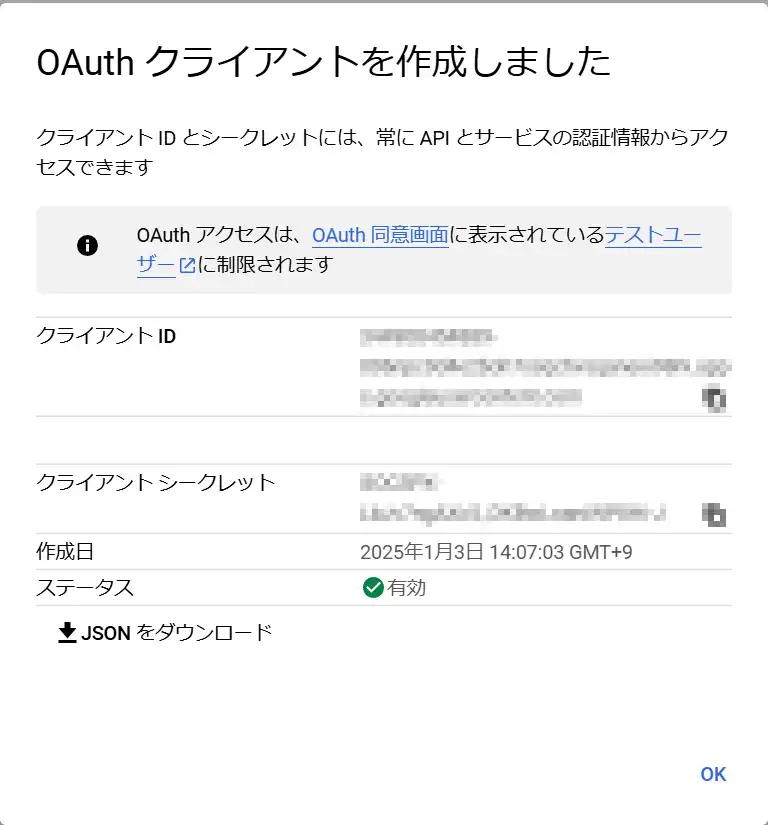 OAuth クライアントを作成しました
クライアント ID とシークレットには、常に API とサービスの認証情報からアク
セスできます
OAuth アクセスは、OAuth 同意画面に表示されているテストユー
ザーに制限されます
クライアント ID
クライアント シークレット
作成日 2025年1月3日 14:07:03 GMT+9
ステータス 有効
JSON をダウンロード
OK